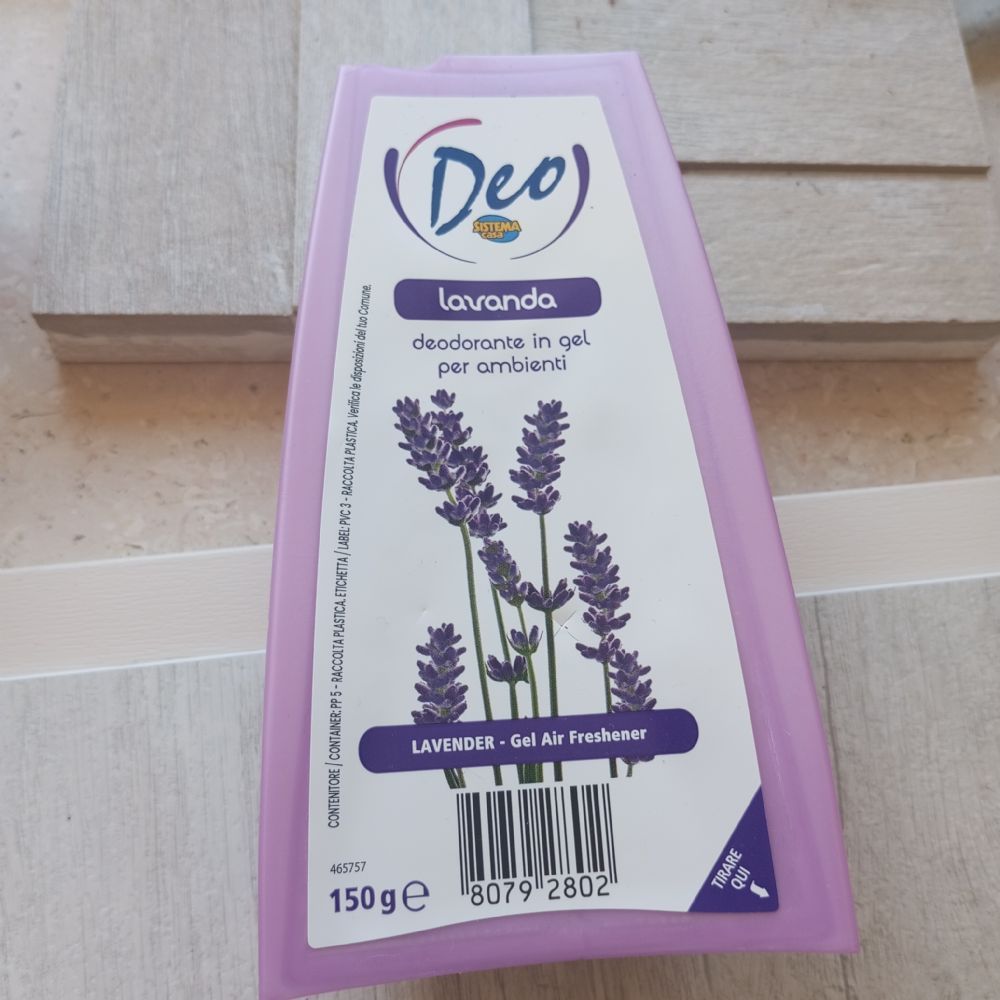 Deo
SISTEMA
casa
lavanda
deodorante in gel
per ambienti
CONTENITORE / CONTAINER: PP 5 - RACCOLTA PLASTICA. ETICHETTA / LABEL: PVC 3 - RACCOLTA PLASTICA. Verifica le disposizioni del tuo Comune.
LAVENDER - Gel Air Freshener
465757
150 g e
8079 2802
TIRARE
QUI